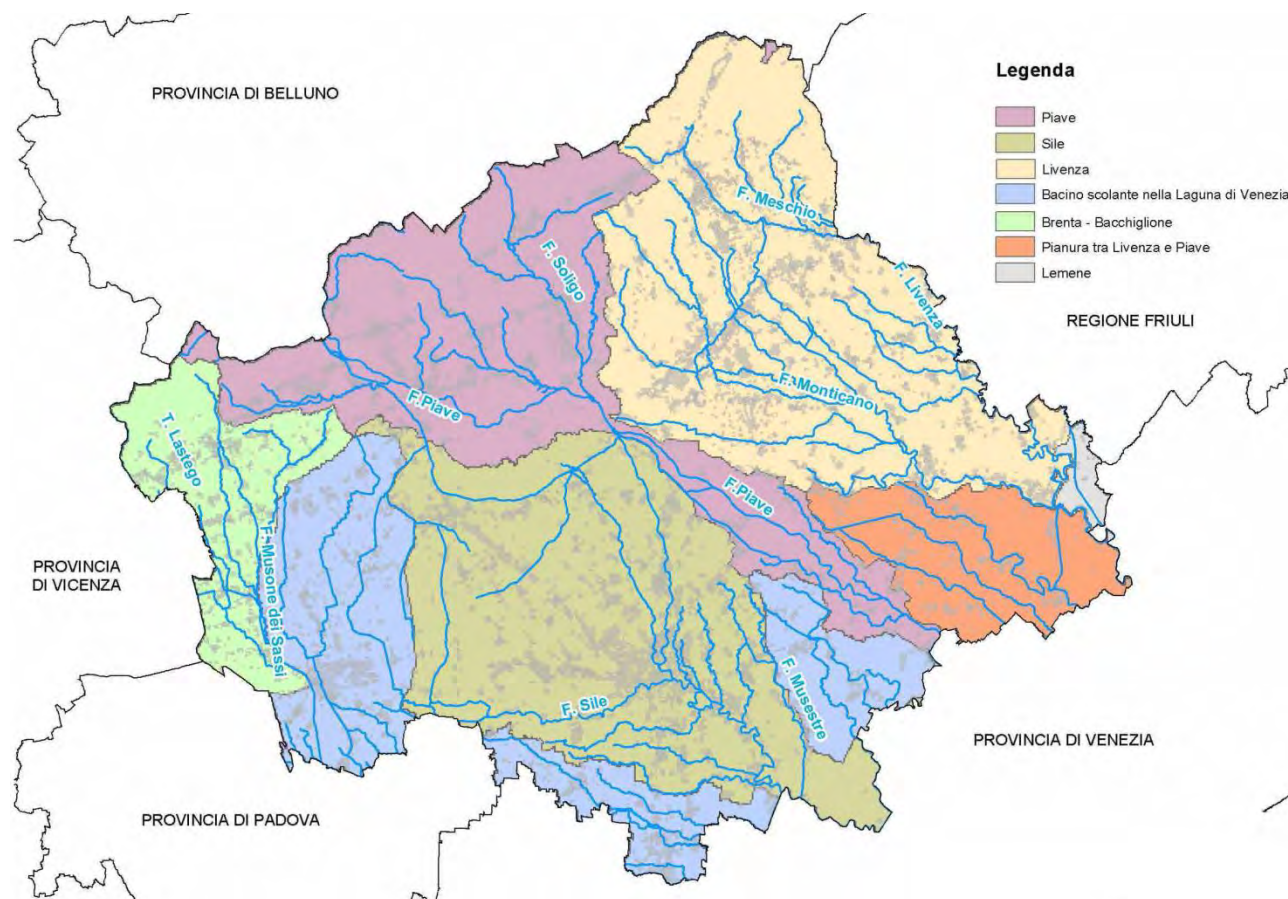 PROVINCIA DI BELLUNO
Legenda
Piave
Sile
Livenza
Bacino scolante nella Laguna di Venezia
Brenta - Bacchiglione
Pianura tra Livenza e Piave
Lemene
F. Meschio
F. Soligo
F. Livenza
REGIONE FRIULI
F. Monticano
F.Piave
T. Lastego
F.Piave
F. Musone dei Sassi
PROVINCIA
DI VICENZA
F. Sile
F. Musestre
PROVINCIA DI VENEZIA
PROVINCIA DI PADOVA